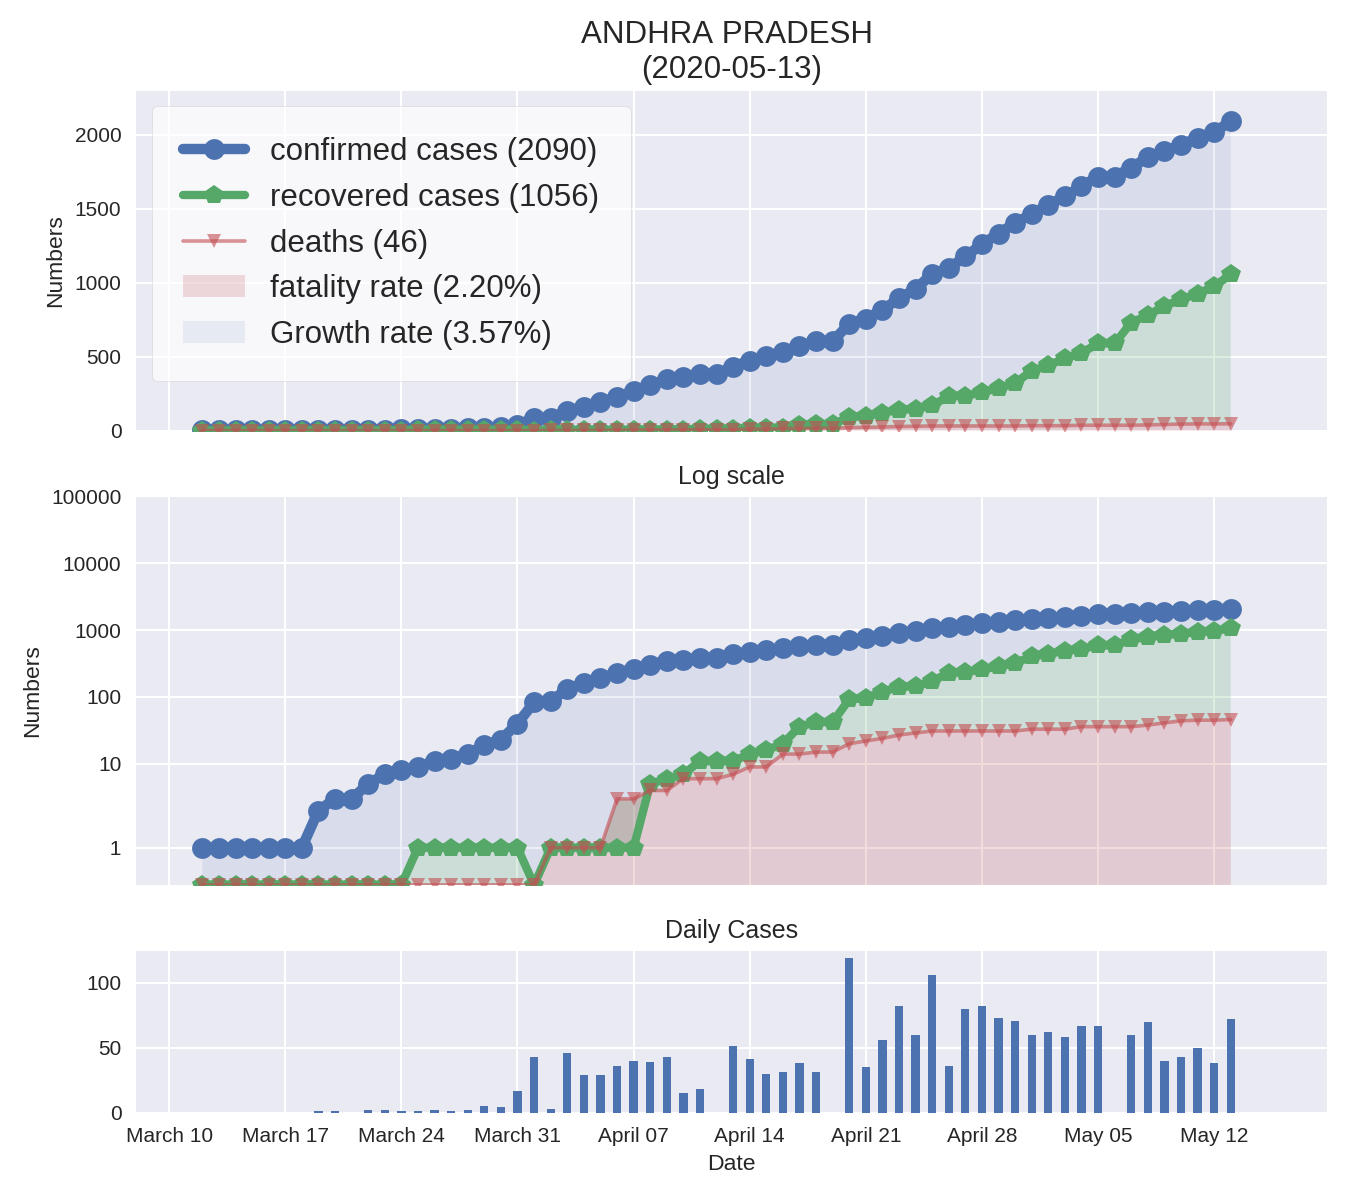 ANDHRA PRADESH
(2020-05-13)
Numbers
2000
1500
1000
500
0
confirmed cases (2090)
recovered cases (1056)
deaths (46)
fatality rate (2.20%)
Growth rate (3.57%)
Log scale
Numbers
100000
10000
1000
100
10
1
Daily Cases
100
50
0
March 10 March 17 March 24 March 31 April 07 April 14 April 21 April 28 May 05 May 12
Date